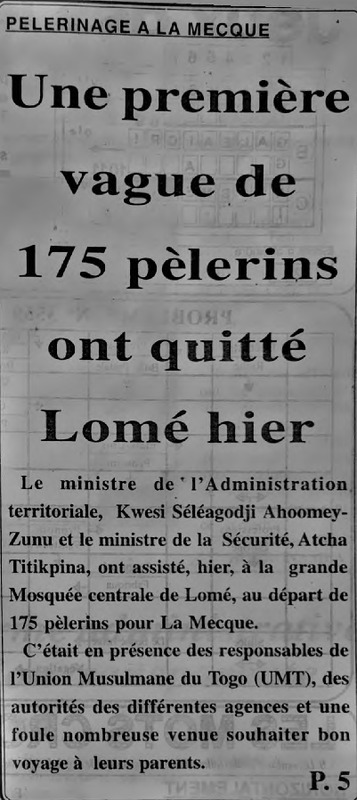 PELERINAGE A LA MECQUE
Une première
vague de
175 pèlerins
ont quitté
Lomé hier
Le ministre de l'Administration
territoriale, Kwesi Séléagodji Ahoomey-
Zunu et le ministre de la Sécurité, Atcha
Titikpina, ont assisté, hier, à la grande
Mosquée centrale de Lomé, au départ de
175 pèlerins pour La Mecque.
C'était en présence des responsables de
l'Union Musulmane du Togo (UMT), des
autorités des différentes agences et une
foule nombreuse venue souhaiter bon
voyage à leurs parents.
P. 5